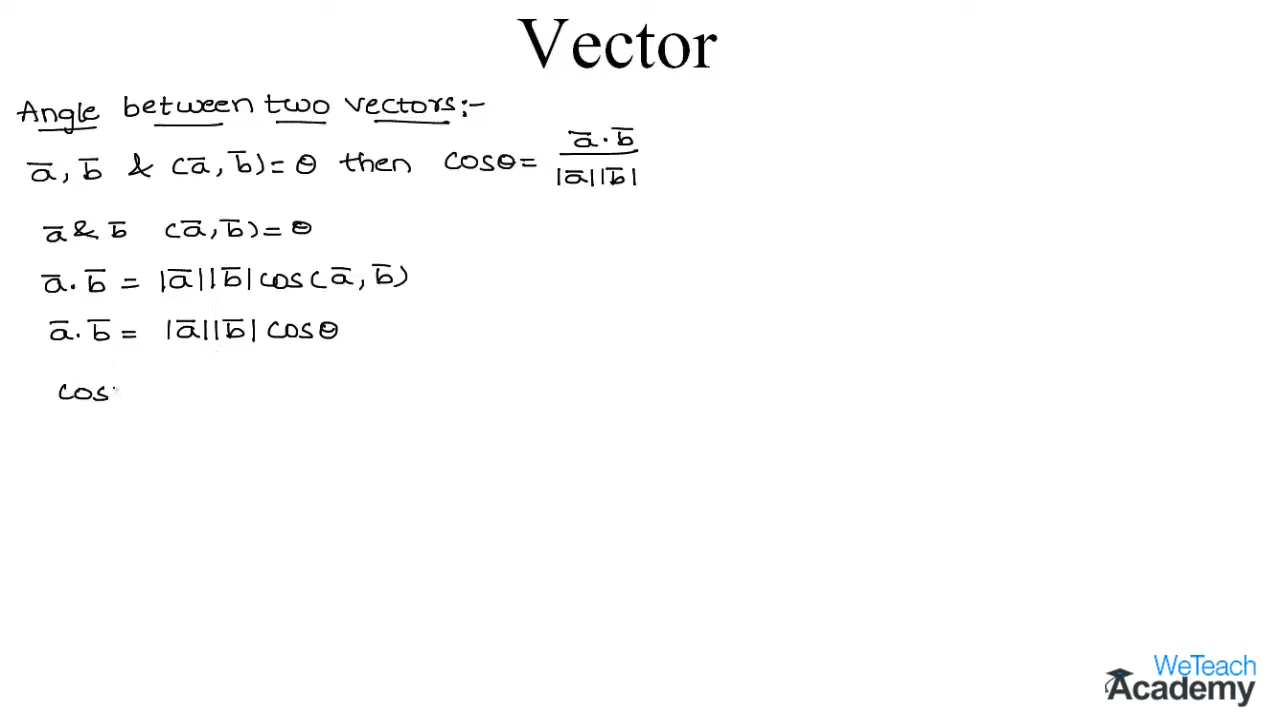 Vector
Angle between two vectors:-
a̅, b̅ & (a̅, b̅) = θ then cosθ = a̅·b̅ / |a̅||b̅|
a̅ & b̅ (a̅, b̅) = θ
a̅·b̅ = |a̅||b̅| cos(a̅, b̅)
a̅·b̅ = |a̅||b̅| cosθ
cos
WeTeach
Academy